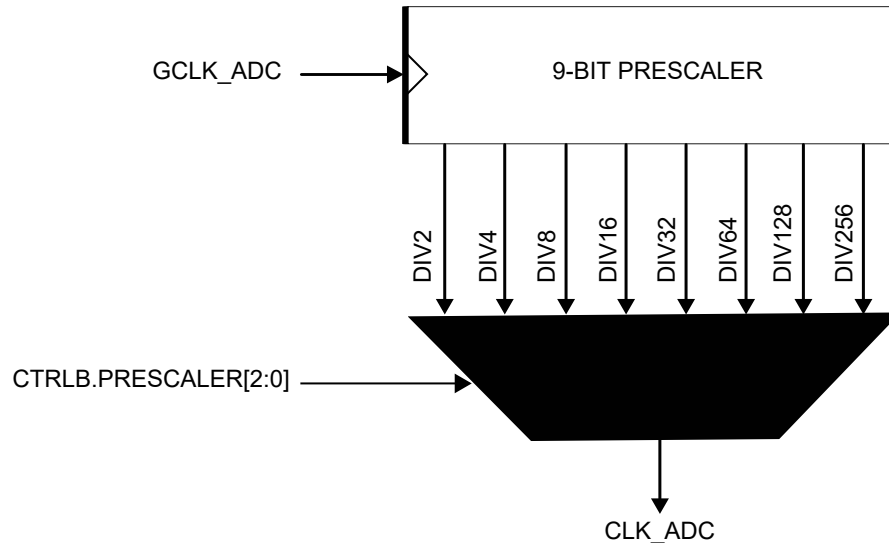 GCLK_ADC
9-BIT PRESCALER
DIV2
DIV4
DIV8
DIV16
DIV32
DIV64
DIV128
DIV256
CTRLB.PRESCALER[2:0]
CLK_ADC